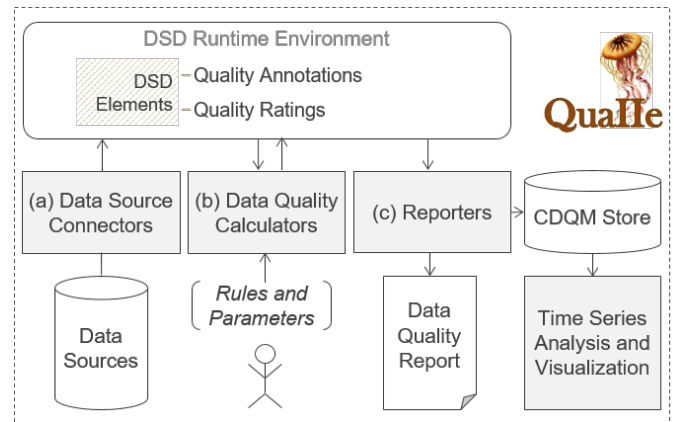 DSD Runtime Environment
DSD
Elements
Quality Annotations
Quality Ratings
QuaIIe
(a) Data Source
Connectors
(b) Data Quality
Calculators
(c) Reporters
CDQM Store
Rules and
Parameters
Data
Sources
Data
Quality
Report
Time Series
Analysis and
Visualization